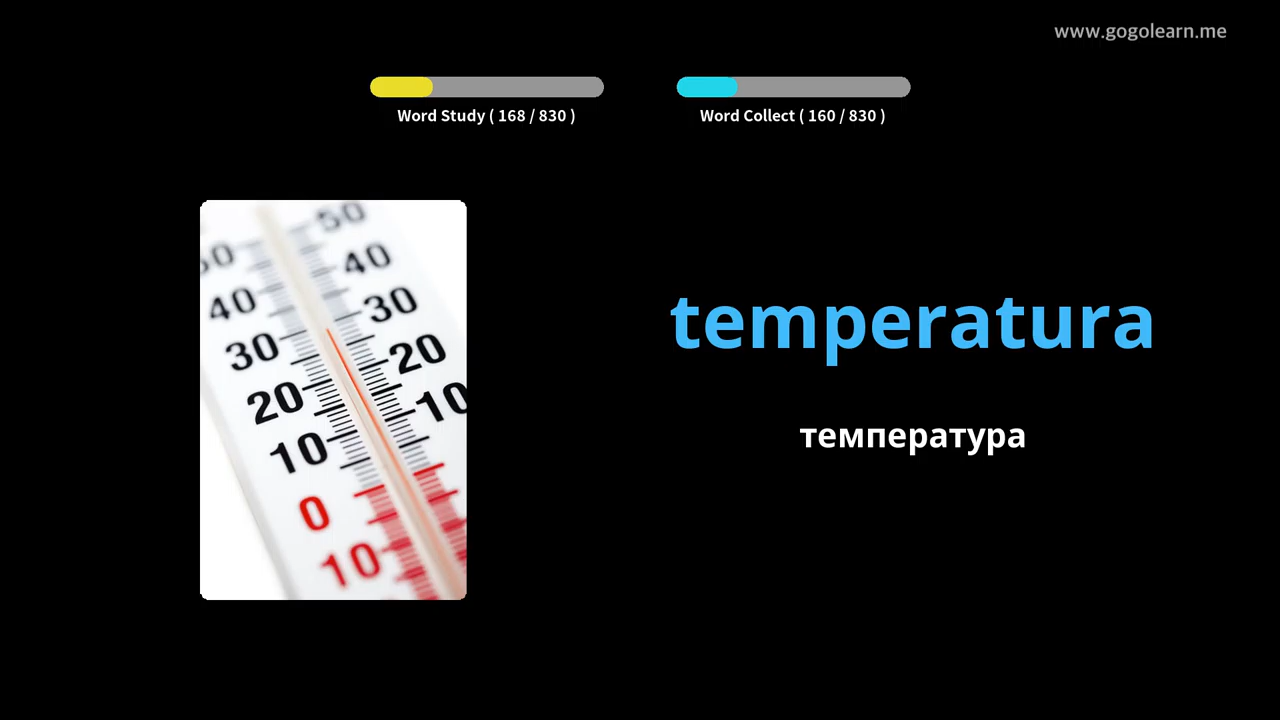 www.gogolearn.me
Word Study ( 168 / 830 )
Word Collect ( 160 / 830 )
50
40
30
20
10
40
30
20
10
0
10
temperatura
температура